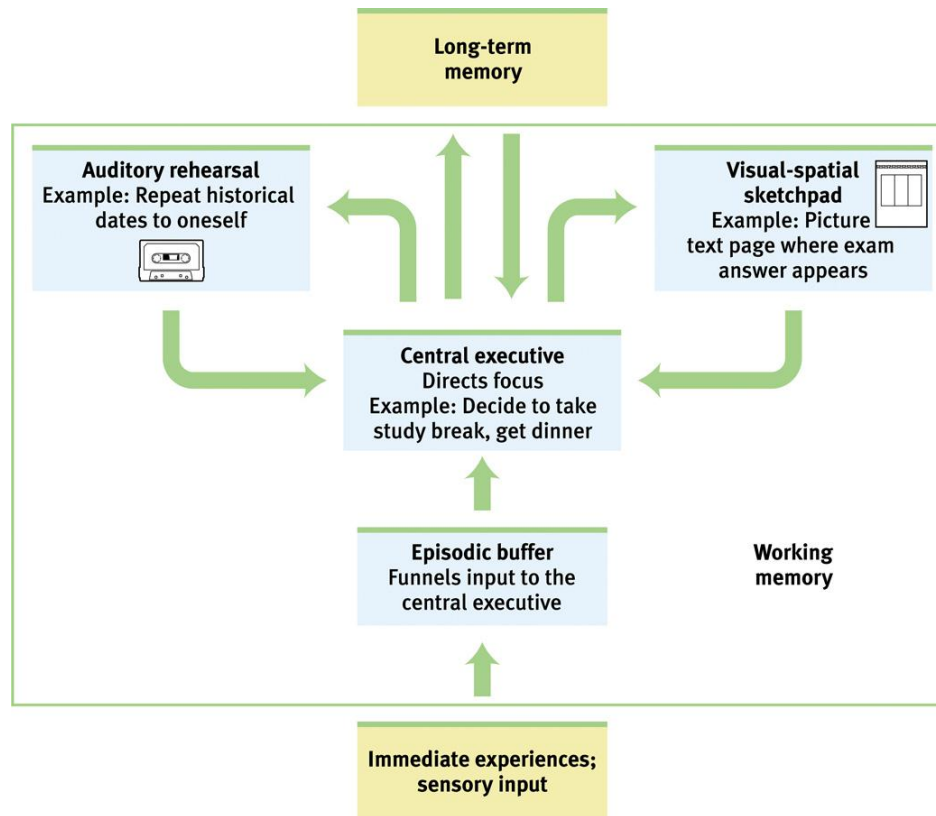 Long-term
memory
Auditory rehearsal
Example: Repeat historical
dates to oneself
Visual-spatial
sketchpad
Example: Picture
text page where exam
answer appears
Central executive
Directs focus
Example: Decide to take
study break, get dinner
Episodic buffer
Funnels input to the
central executive
Working
memory
Immediate experiences;
sensory input